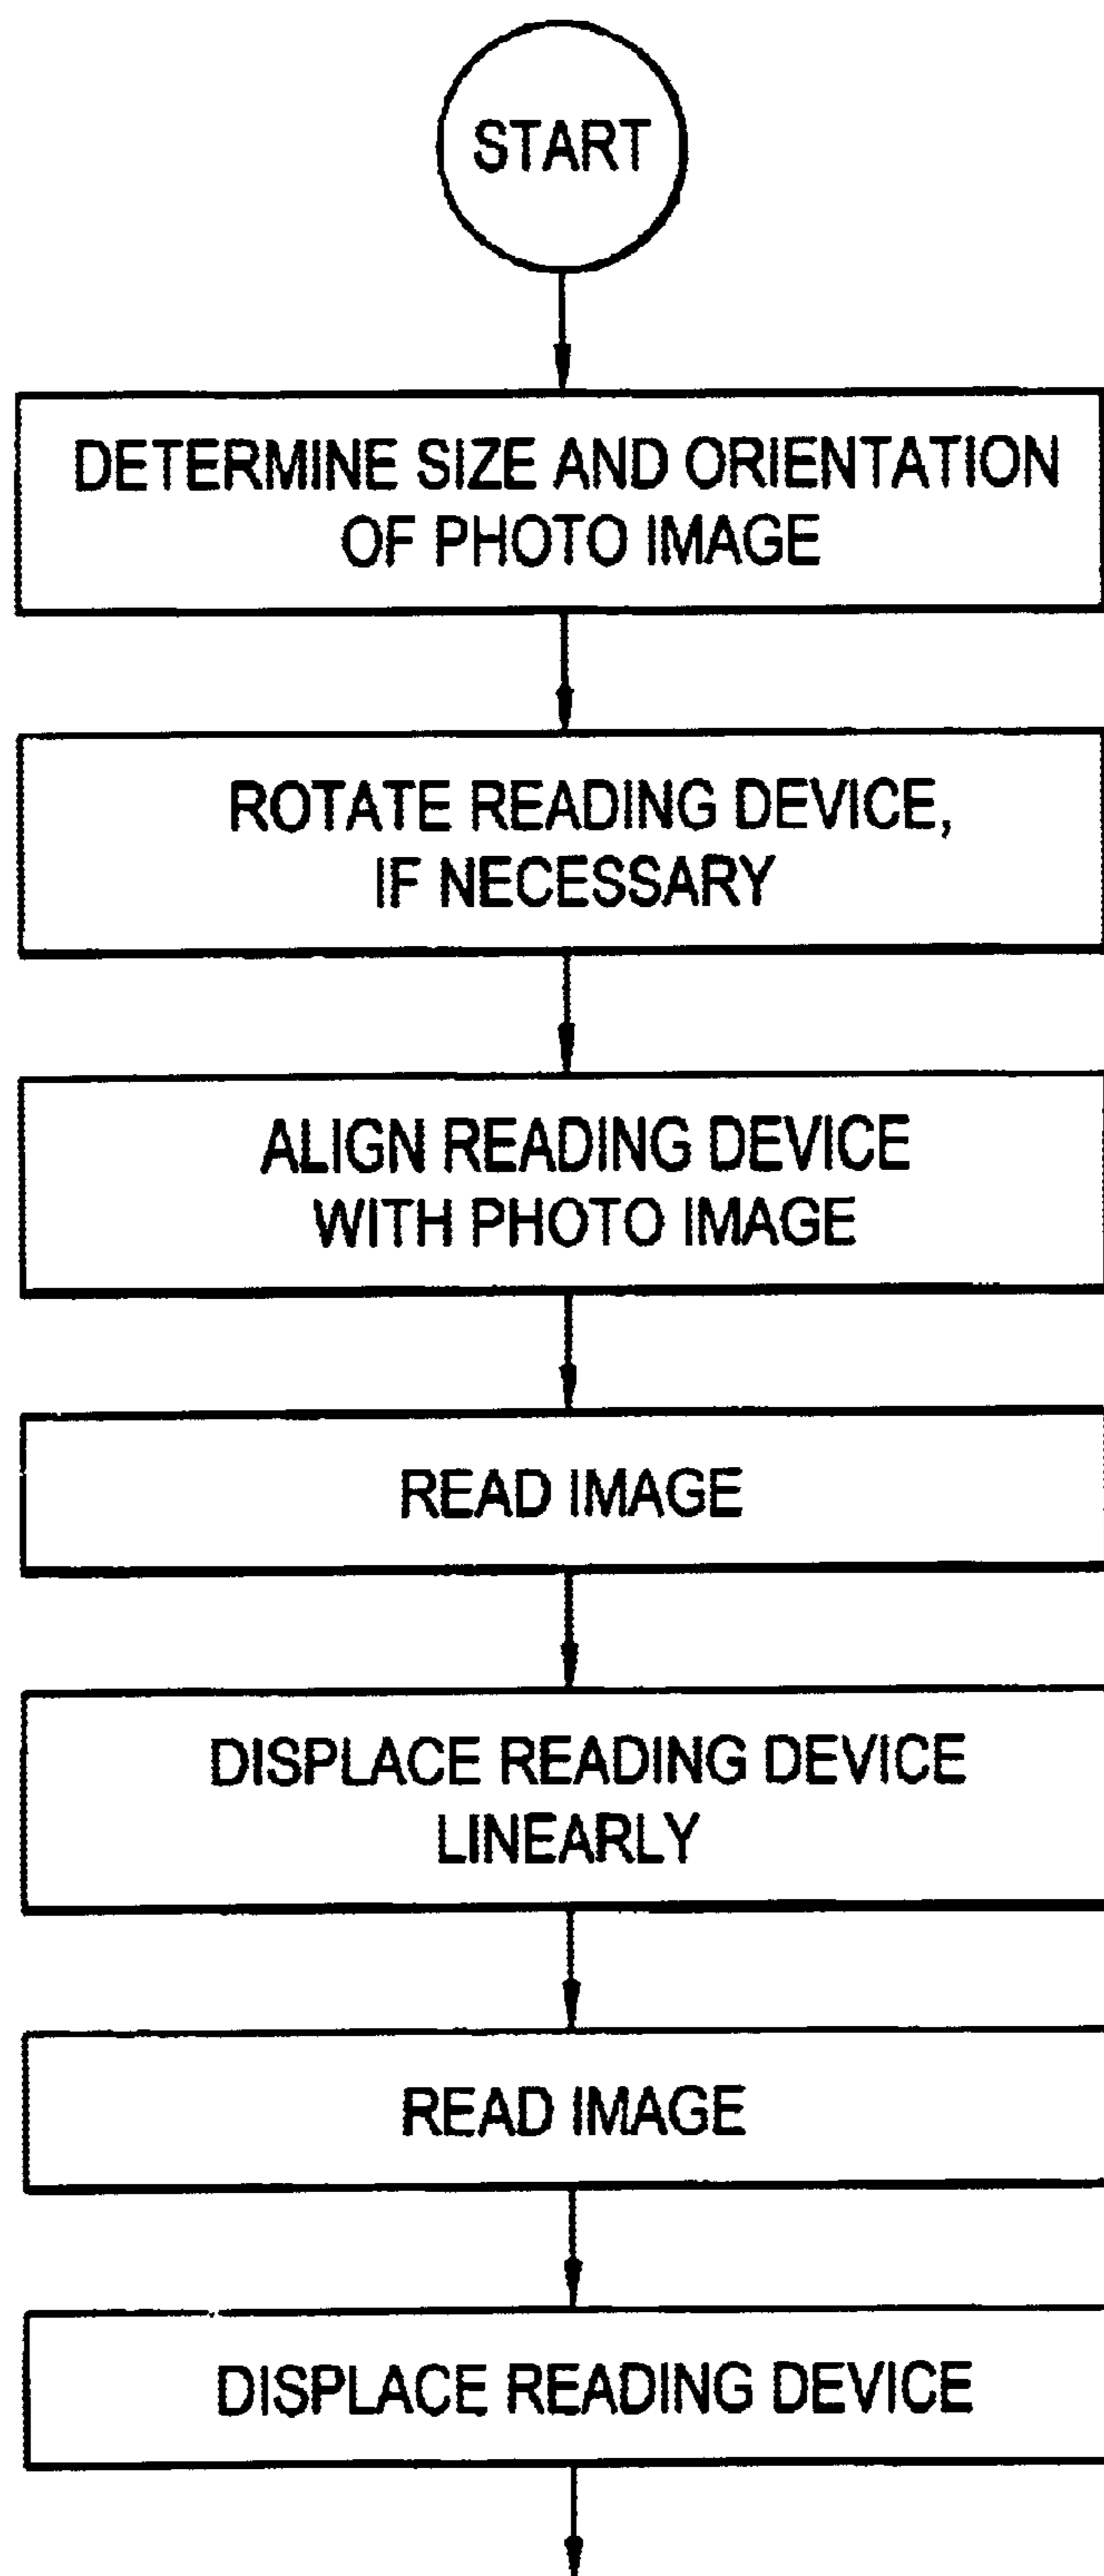 START
DETERMINE SIZE AND ORIENTATION
OF PHOTO IMAGE
ROTATE READING DEVICE,
IF NECESSARY
ALIGN READING DEVICE
WITH PHOTO IMAGE
READ IMAGE
DISPLACE READING DEVICE
LINEARLY
READ IMAGE
DISPLACE READING DEVICE